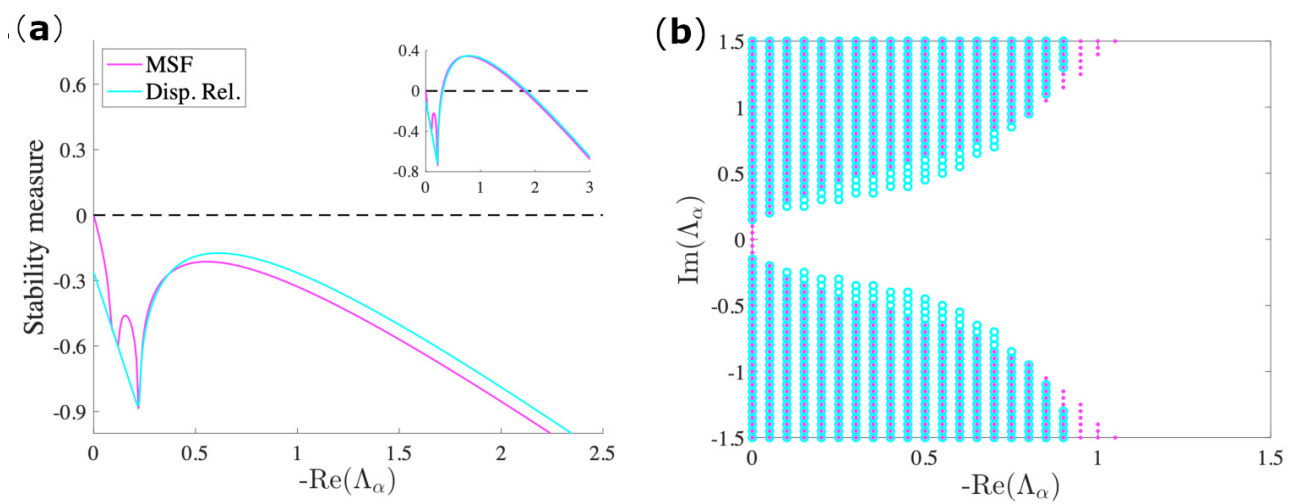 (a)
MSF
Disp. Rel.
Stability measure
0.6
0.3
0
-0.3
-0.6
-0.9
0 0.5 1 1.5 2 2.5
-Re(Λα)
0.4
0
-0.4
-0.8
0 1 2 3
(b)
Im(Λα)
1.5
1
0.5
0
-0.5
-1
-1.5
0 0.5 1 1.5
-Re(Λα)